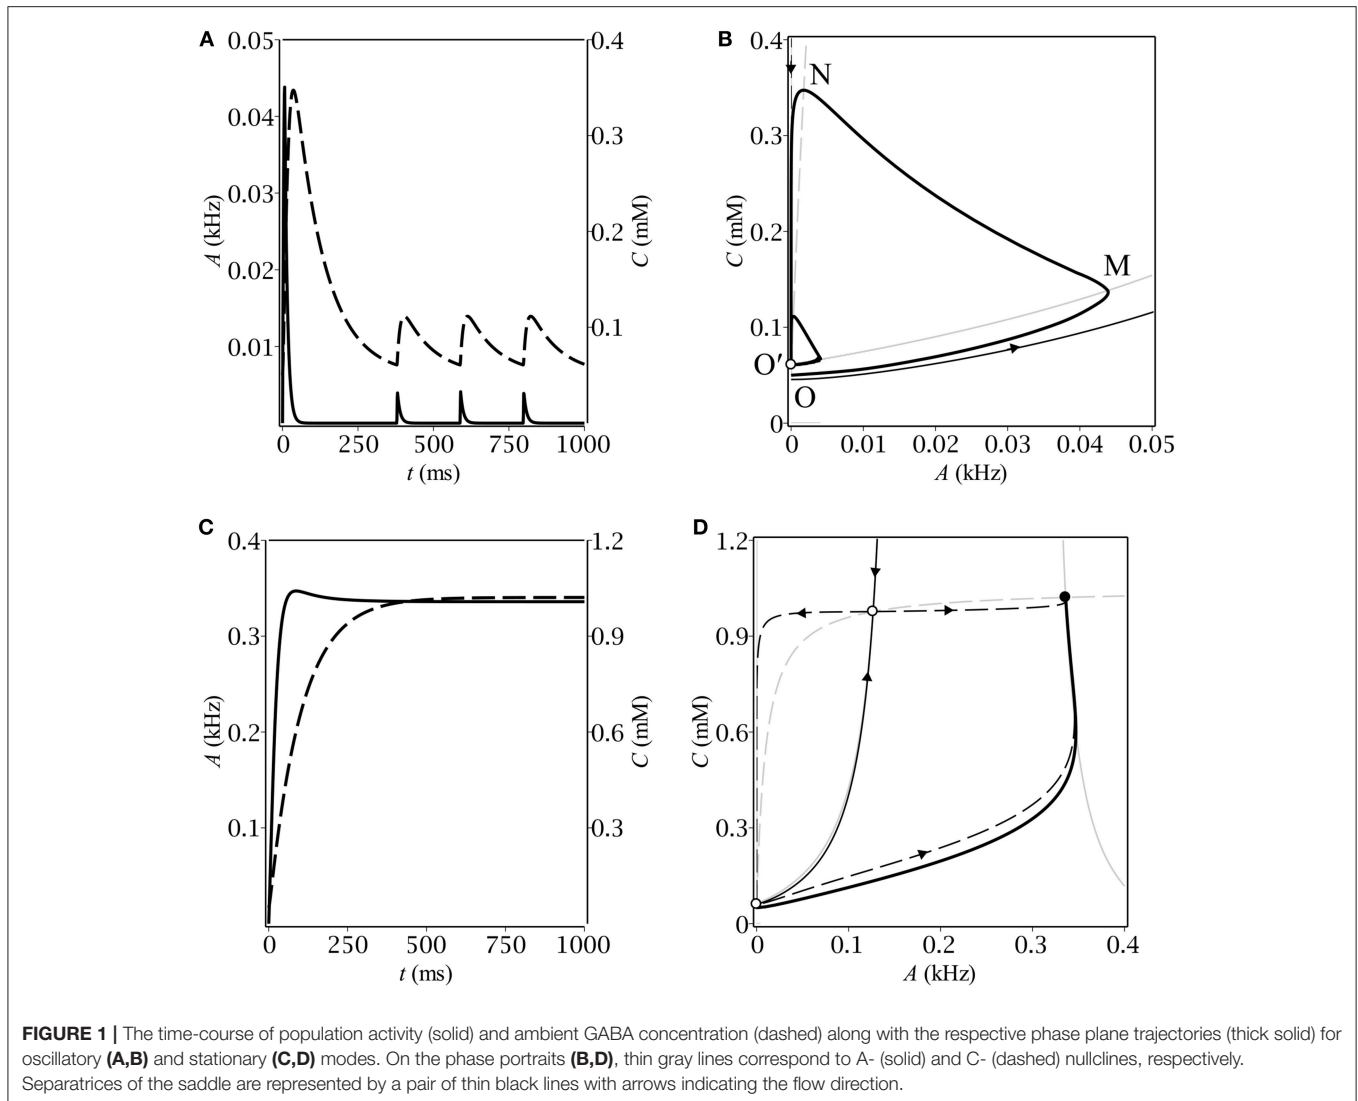 A
0.05
0.04
0.03
0.02
0.01
A (kHz)
0.4
0.3
0.2
0.1
C (mM)
0 250 500 750 1000
t (ms)
B
0.4
0.3
0.2
0.1
0
C (mM)
N
M
O′
O
0 0.01 0.02 0.03 0.04 0.05
A (kHz)
C
0.4
0.3
0.2
0.1
A (kHz)
1.2
0.9
0.6
0.3
C (mM)
0 250 500 750 1000
t (ms)
D
1.2
0.9
0.6
0.3
0
C (mM)
0 0.1 0.2 0.3 0.4
A (kHz)
FIGURE 1 | The time-course of population activity (solid) and ambient GABA concentration (dashed) along with the respective phase plane trajectories (thick solid) for
oscillatory (A,B) and stationary (C,D) modes. On the phase portraits (B,D), thin gray lines correspond to A- (solid) and C- (dashed) nullclines, respectively.
Separatrices of the saddle are represented by a pair of thin black lines with arrows indicating the flow direction.